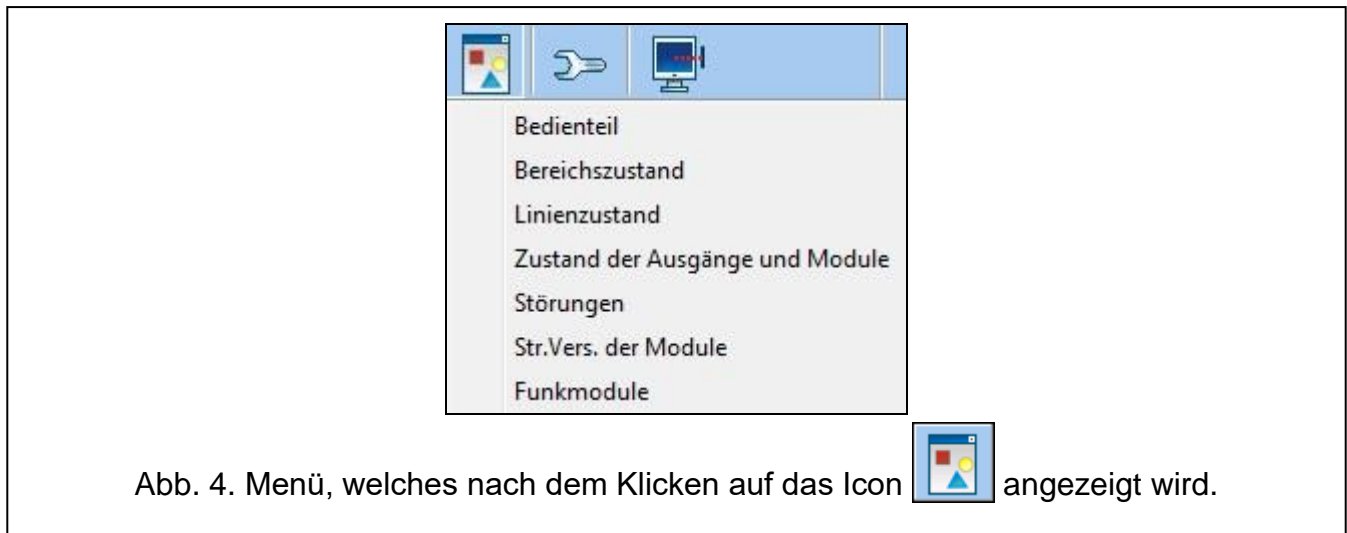 Bedienteil
Bereichszustand
Linienzustand
Zustand der Ausgänge und Module
Störungen
Str.Vers. der Module
Funkmodule
Abb. 4. Menü, welches nach dem Klicken auf das Icon angezeigt wird.